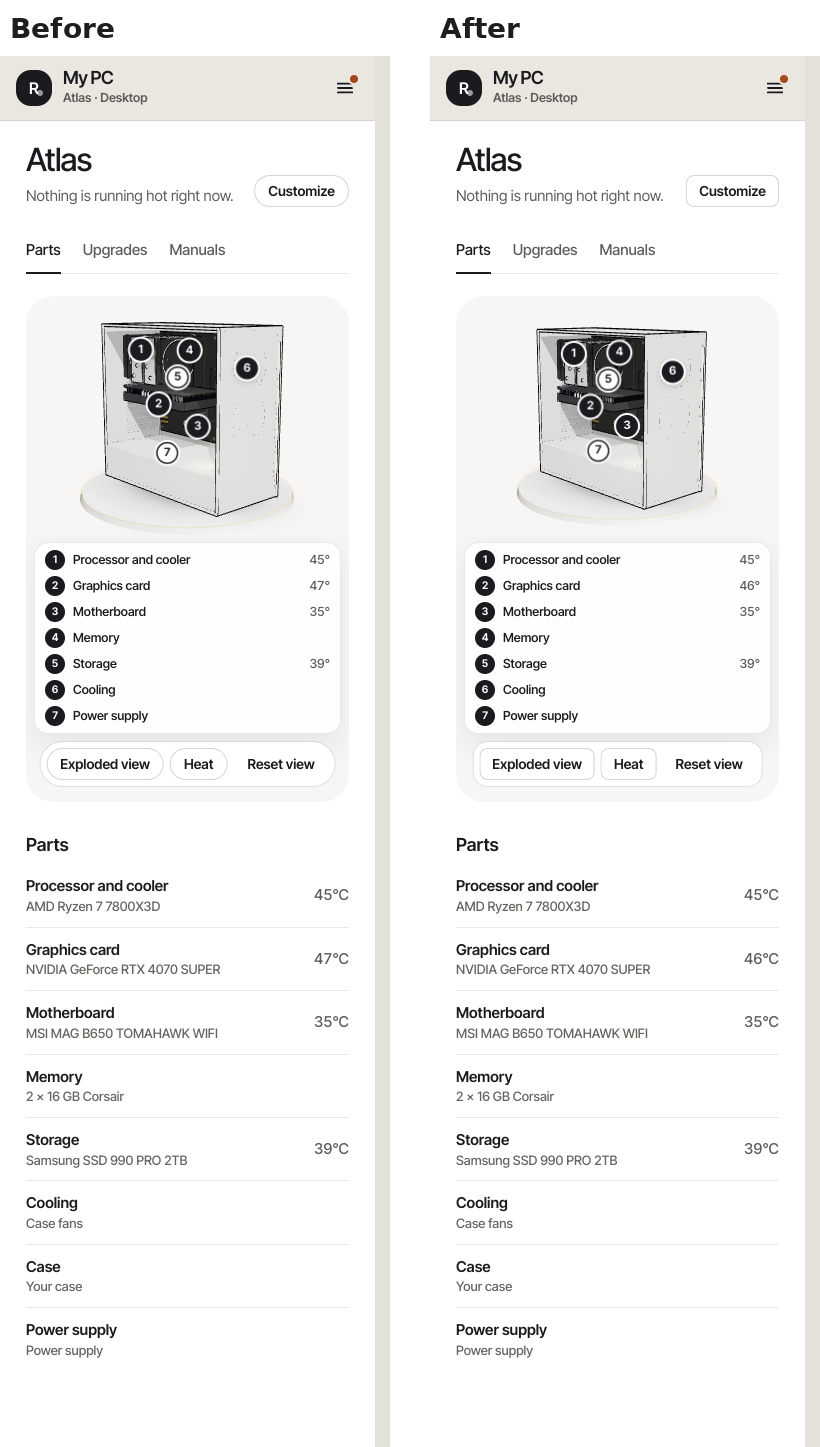 Before
R
My PC
Atlas · Desktop
Atlas
Nothing is running hot right now.
Customize
Parts Upgrades Manuals
1
4
5
6
2
3
7
1 Processor and cooler 45°
2 Graphics card 47°
3 Motherboard 35°
4 Memory
5 Storage 39°
6 Cooling
7 Power supply
Exploded view Heat Reset view
Parts
Processor and cooler
AMD Ryzen 7 7800X3D
45°C
Graphics card
NVIDIA GeForce RTX 4070 SUPER
47°C
Motherboard
MSI MAG B650 TOMAHAWK WIFI
35°C
Memory
2 × 16 GB Corsair
Storage
Samsung SSD 990 PRO 2TB
39°C
Cooling
Case fans
Case
Your case
Power supply
Power supply
After
R
My PC
Atlas · Desktop
Atlas
Nothing is running hot right now.
Customize
Parts Upgrades Manuals
1
4
5
6
2
3
7
1 Processor and cooler 45°
2 Graphics card 46°
3 Motherboard 35°
4 Memory
5 Storage 39°
6 Cooling
7 Power supply
Exploded view Heat Reset view
Parts
Processor and cooler
AMD Ryzen 7 7800X3D
45°C
Graphics card
NVIDIA GeForce RTX 4070 SUPER
46°C
Motherboard
MSI MAG B650 TOMAHAWK WIFI
35°C
Memory
2 × 16 GB Corsair
Storage
Samsung SSD 990 PRO 2TB
39°C
Cooling
Case fans
Case
Your case
Power supply
Power supply